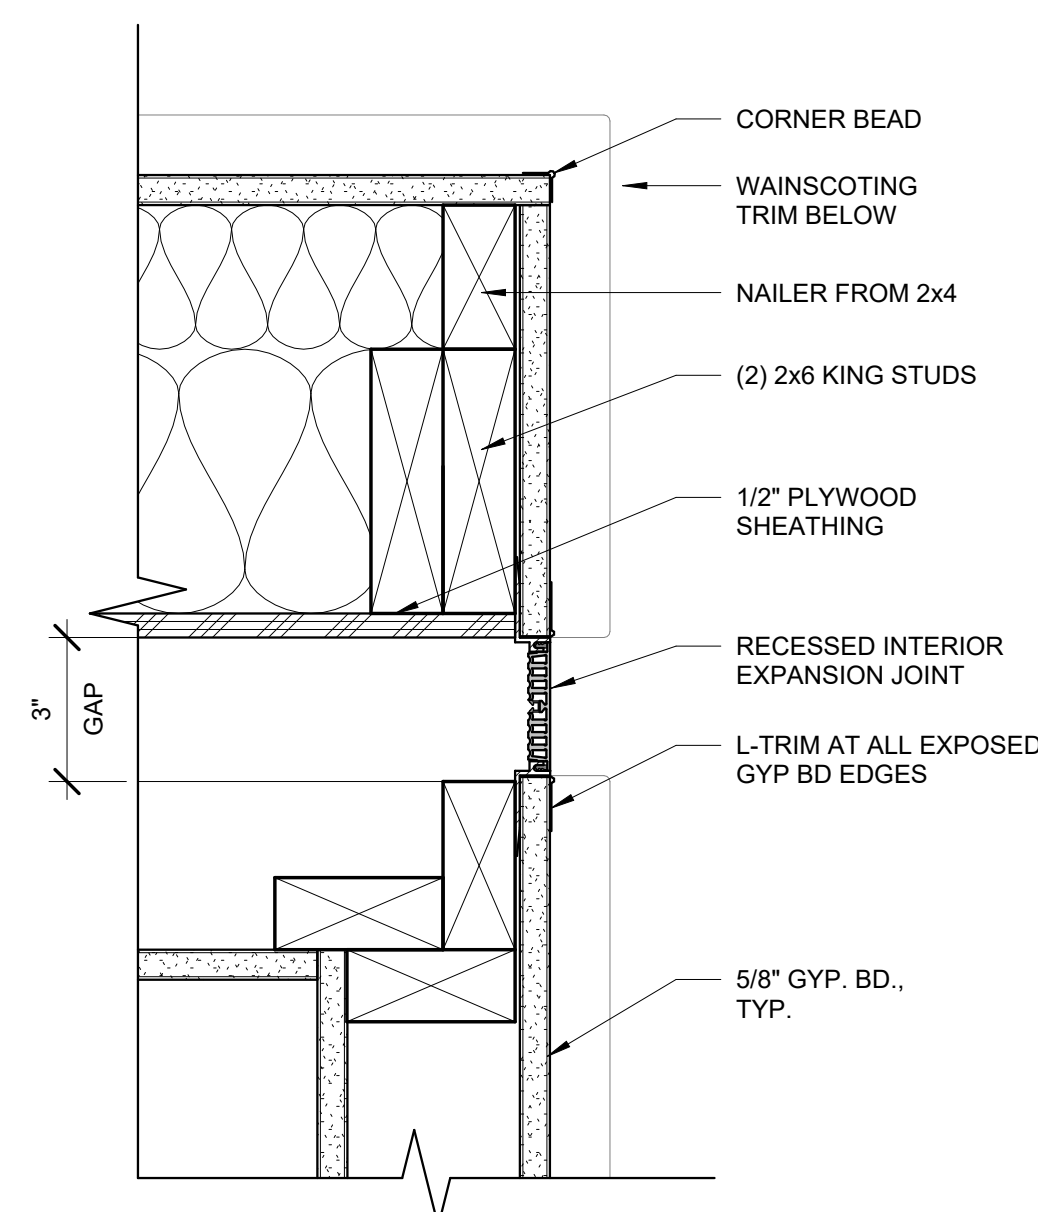 CORNER BEAD
WAINSCOTING
TRIM BELOW
NAILER FROM 2x4
(2) 2x6 KING STUDS
1/2" PLYWOOD
SHEATHING
RECESSED INTERIOR
EXPANSION JOINT
L-TRIM AT ALL EXPOSED
GYP BD EDGES
5/8" GYP. BD.,
TYP.
3"
GAP